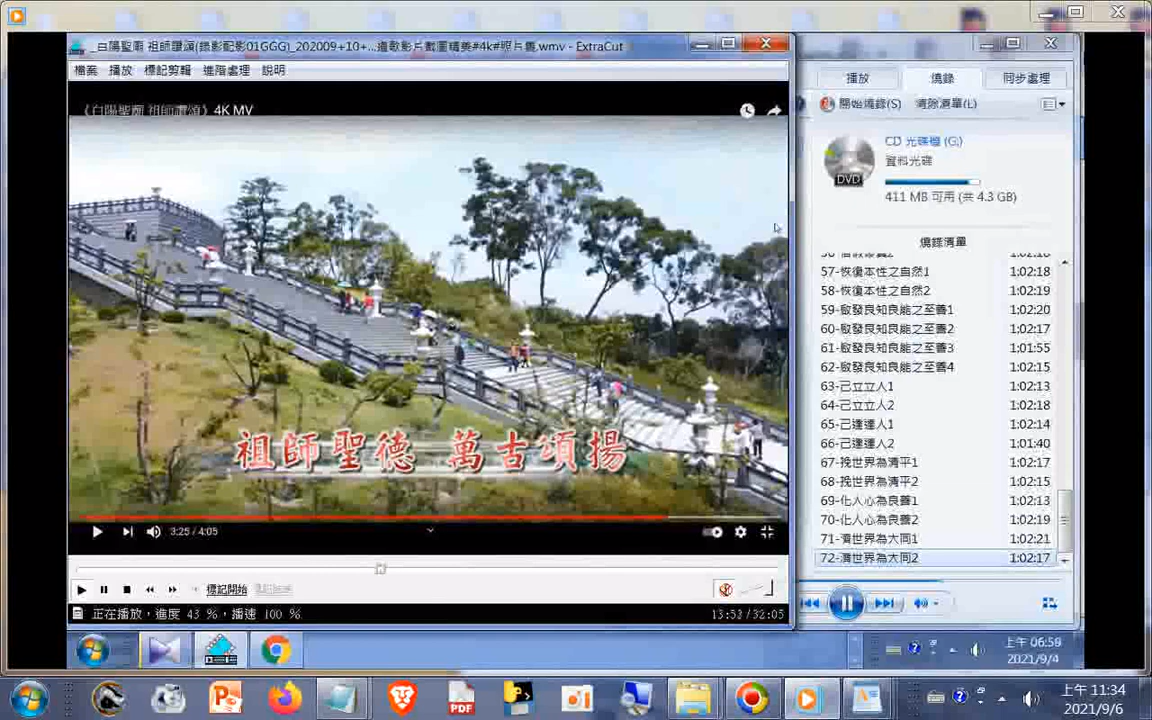 _白陽聖廟 祖師讚頌(錄影配影01GGG)_202009+10+...道歌影片截圖精美#4k#照片集.wmv - ExtraCut
檔案 播放 標記剪輯 進階處理 說明
《白陽聖廟 祖師讚頌》4K MV
祖師聖德 萬古頌揚
3:25 / 4:05
標記開始
正在播放,進度 43 %,播速 100 %
13:53/32:05
播放 燒錄 同步處理
開始燒錄(S) 清除清單(L)
CD 光碟機 (G:)
資料光碟
DVD
411 MB 可用 (共 4.3 GB)
燒錄清單
57-恢復本性之自然1 1:02:18
58-恢復本性之自然2 1:02:19
59-啟發良知良能之至善1 1:02:20
60-啟發良知良能之至善2 1:02:17
61-啟發良知良能之至善3 1:01:55
62-啟發良知良能之至善4 1:02:15
63-己立立人1 1:02:13
64-己立立人2 1:02:18
65-己達達人1 1:02:14
66-己達達人2 1:01:40
67-挽世界為清平1 1:02:17
68-挽世界為清平2 1:02:15
69-化人心為良善1 1:02:13
70-化人心為良善2 1:02:19
71-濟世界為大同1 1:02:21
72-濟世界為大同2 1:02:17
上午 06:59
2021/9/4
PDF
上午 11:34
2021/9/6